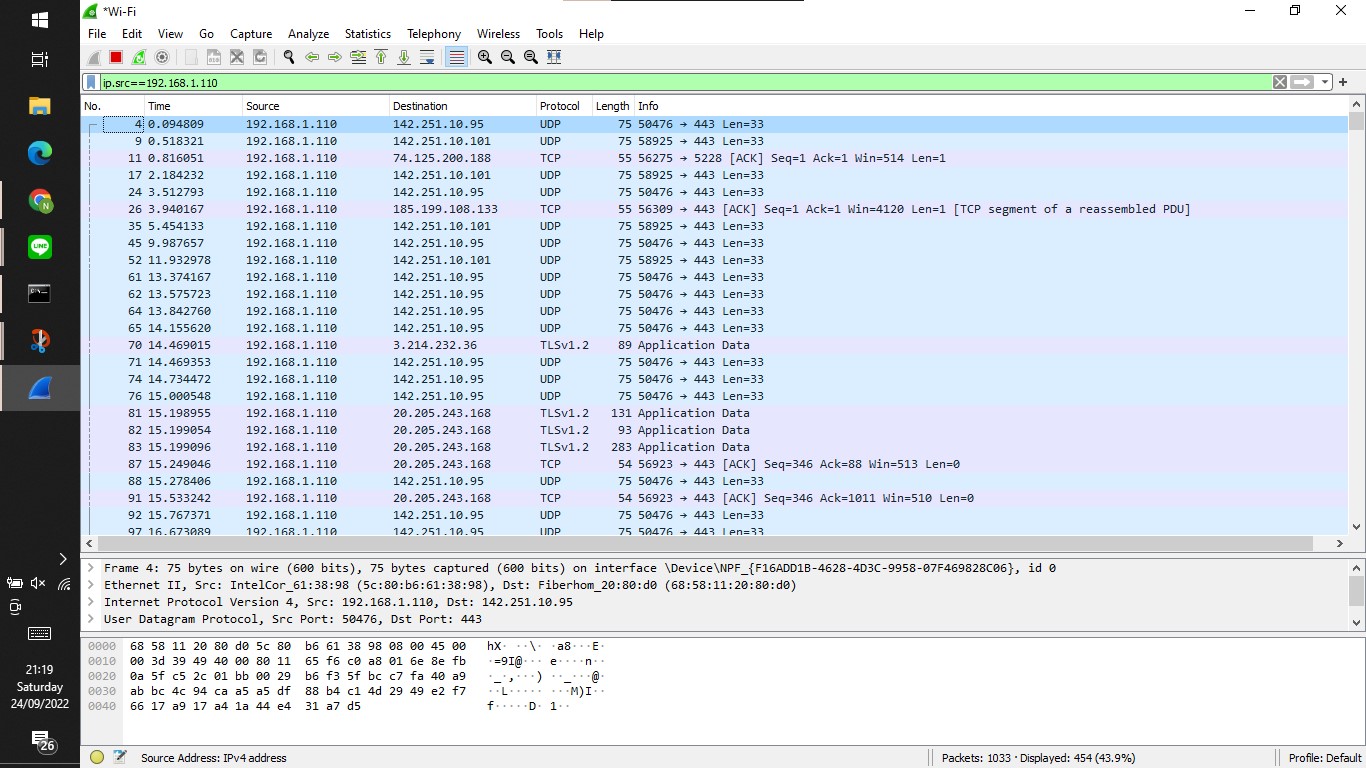 *Wi-Fi
File Edit View Go Capture Analyze Statistics Telephony Wireless Tools Help
ip.src==192.168.1.110
No. Time Source Destination Protocol Length Info
4 0.094809 192.168.1.110 142.251.10.95 UDP 75 50476 → 443 Len=33
9 0.518321 192.168.1.110 142.251.10.101 UDP 75 58925 → 443 Len=33
11 0.816051 192.168.1.110 74.125.200.188 TCP 55 56275 → 5228 [ACK] Seq=1 Ack=1 Win=514 Len=1
17 2.184232 192.168.1.110 142.251.10.101 UDP 75 58925 → 443 Len=33
24 3.512793 192.168.1.110 142.251.10.95 UDP 75 50476 → 443 Len=33
26 3.940167 192.168.1.110 185.199.108.133 TCP 55 56309 → 443 [ACK] Seq=1 Ack=1 Win=4120 Len=1 [TCP segment of a reassembled PDU]
35 5.454133 192.168.1.110 142.251.10.101 UDP 75 58925 → 443 Len=33
45 9.987657 192.168.1.110 142.251.10.95 UDP 75 50476 → 443 Len=33
52 11.932978 192.168.1.110 142.251.10.101 UDP 75 58925 → 443 Len=33
61 13.374167 192.168.1.110 142.251.10.95 UDP 75 50476 → 443 Len=33
62 13.575723 192.168.1.110 142.251.10.95 UDP 75 50476 → 443 Len=33
64 13.842760 192.168.1.110 142.251.10.95 UDP 75 50476 → 443 Len=33
65 14.155620 192.168.1.110 142.251.10.95 UDP 75 50476 → 443 Len=33
70 14.469015 192.168.1.110 3.214.232.36 TLSv1.2 89 Application Data
71 14.469353 192.168.1.110 142.251.10.95 UDP 75 50476 → 443 Len=33
74 14.734472 192.168.1.110 142.251.10.95 UDP 75 50476 → 443 Len=33
76 15.000548 192.168.1.110 142.251.10.95 UDP 75 50476 → 443 Len=33
81 15.198955 192.168.1.110 20.205.243.168 TLSv1.2 131 Application Data
82 15.199054 192.168.1.110 20.205.243.168 TLSv1.2 93 Application Data
83 15.199096 192.168.1.110 20.205.243.168 TLSv1.2 283 Application Data
87 15.249046 192.168.1.110 20.205.243.168 TCP 54 56923 → 443 [ACK] Seq=346 Ack=88 Win=513 Len=0
88 15.278406 192.168.1.110 142.251.10.95 UDP 75 50476 → 443 Len=33
91 15.533242 192.168.1.110 20.205.243.168 TCP 54 56923 → 443 [ACK] Seq=346 Ack=1011 Win=510 Len=0
92 15.767371 192.168.1.110 142.251.10.95 UDP 75 50476 → 443 Len=33
97 16.673089 192.168.1.110 142.251.10.95 UDP 75 50476 → 443 Len=33
Frame 4: 75 bytes on wire (600 bits), 75 bytes captured (600 bits) on interface \Device\NPF_{F16ADD1B-4628-4D3C-9958-07F469828C06}, id 0
Ethernet II, Src: IntelCor_61:38:98 (5c:80:b6:61:38:98), Dst: Fiberhom_20:80:d0 (68:58:11:20:80:d0)
Internet Protocol Version 4, Src: 192.168.1.110, Dst: 142.251.10.95
User Datagram Protocol, Src Port: 50476, Dst Port: 443
0000 68 58 11 20 80 d0 5c 80 b6 61 38 98 08 00 45 00 hX· ··\· ·a8···E·
0010 00 3d 39 49 40 00 80 11 65 f6 c0 a8 01 6e 8e fb ·=9I@··· e····n··
0020 0a 5f c5 2c 01 bb 00 29 b6 f3 5f bc c7 fa 40 a9 ·_·,···) ··_···@·
0030 ab bc 4c 94 ca a5 a5 df 88 b4 c1 4d 29 49 e2 f7 ··L····· ···M)I··
0040 66 17 a9 17 a4 1a 44 e4 31 a7 d5 f·····D· 1··
Source Address: IPv4 address
Packets: 1033 · Displayed: 454 (43.9%)
Profile: Default
N
LINE
21:19
Saturday
24/09/2022
26